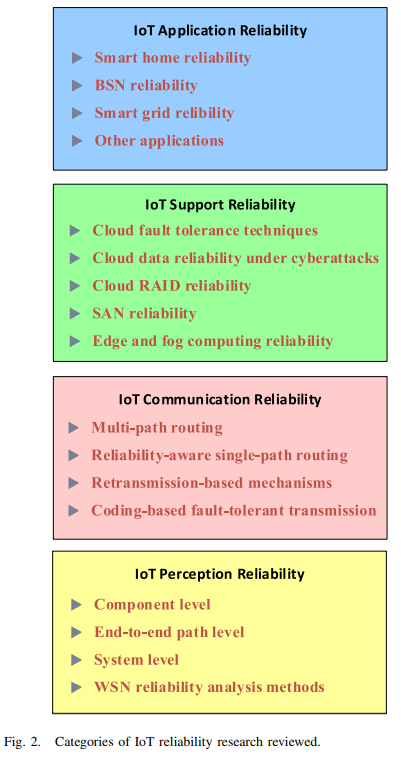 IoT Application Reliability
Smart home reliability
BSN reliability
Smart grid relibility
Other applications
IoT Support Reliability
Cloud fault tolerance techniques
Cloud data reliability under cyberattacks
Cloud RAID reliability
SAN reliability
Edge and fog computing reliability
IoT Communication Reliability
Multi-path routing
Reliability-aware single-path routing
Retransmission-based mechanisms
Coding-based fault-tolerant transmission
IoT Perception Reliability
Component level
End-to-end path level
System level
WSN reliability analysis methods
Fig. 2. Categories of IoT reliability research reviewed.